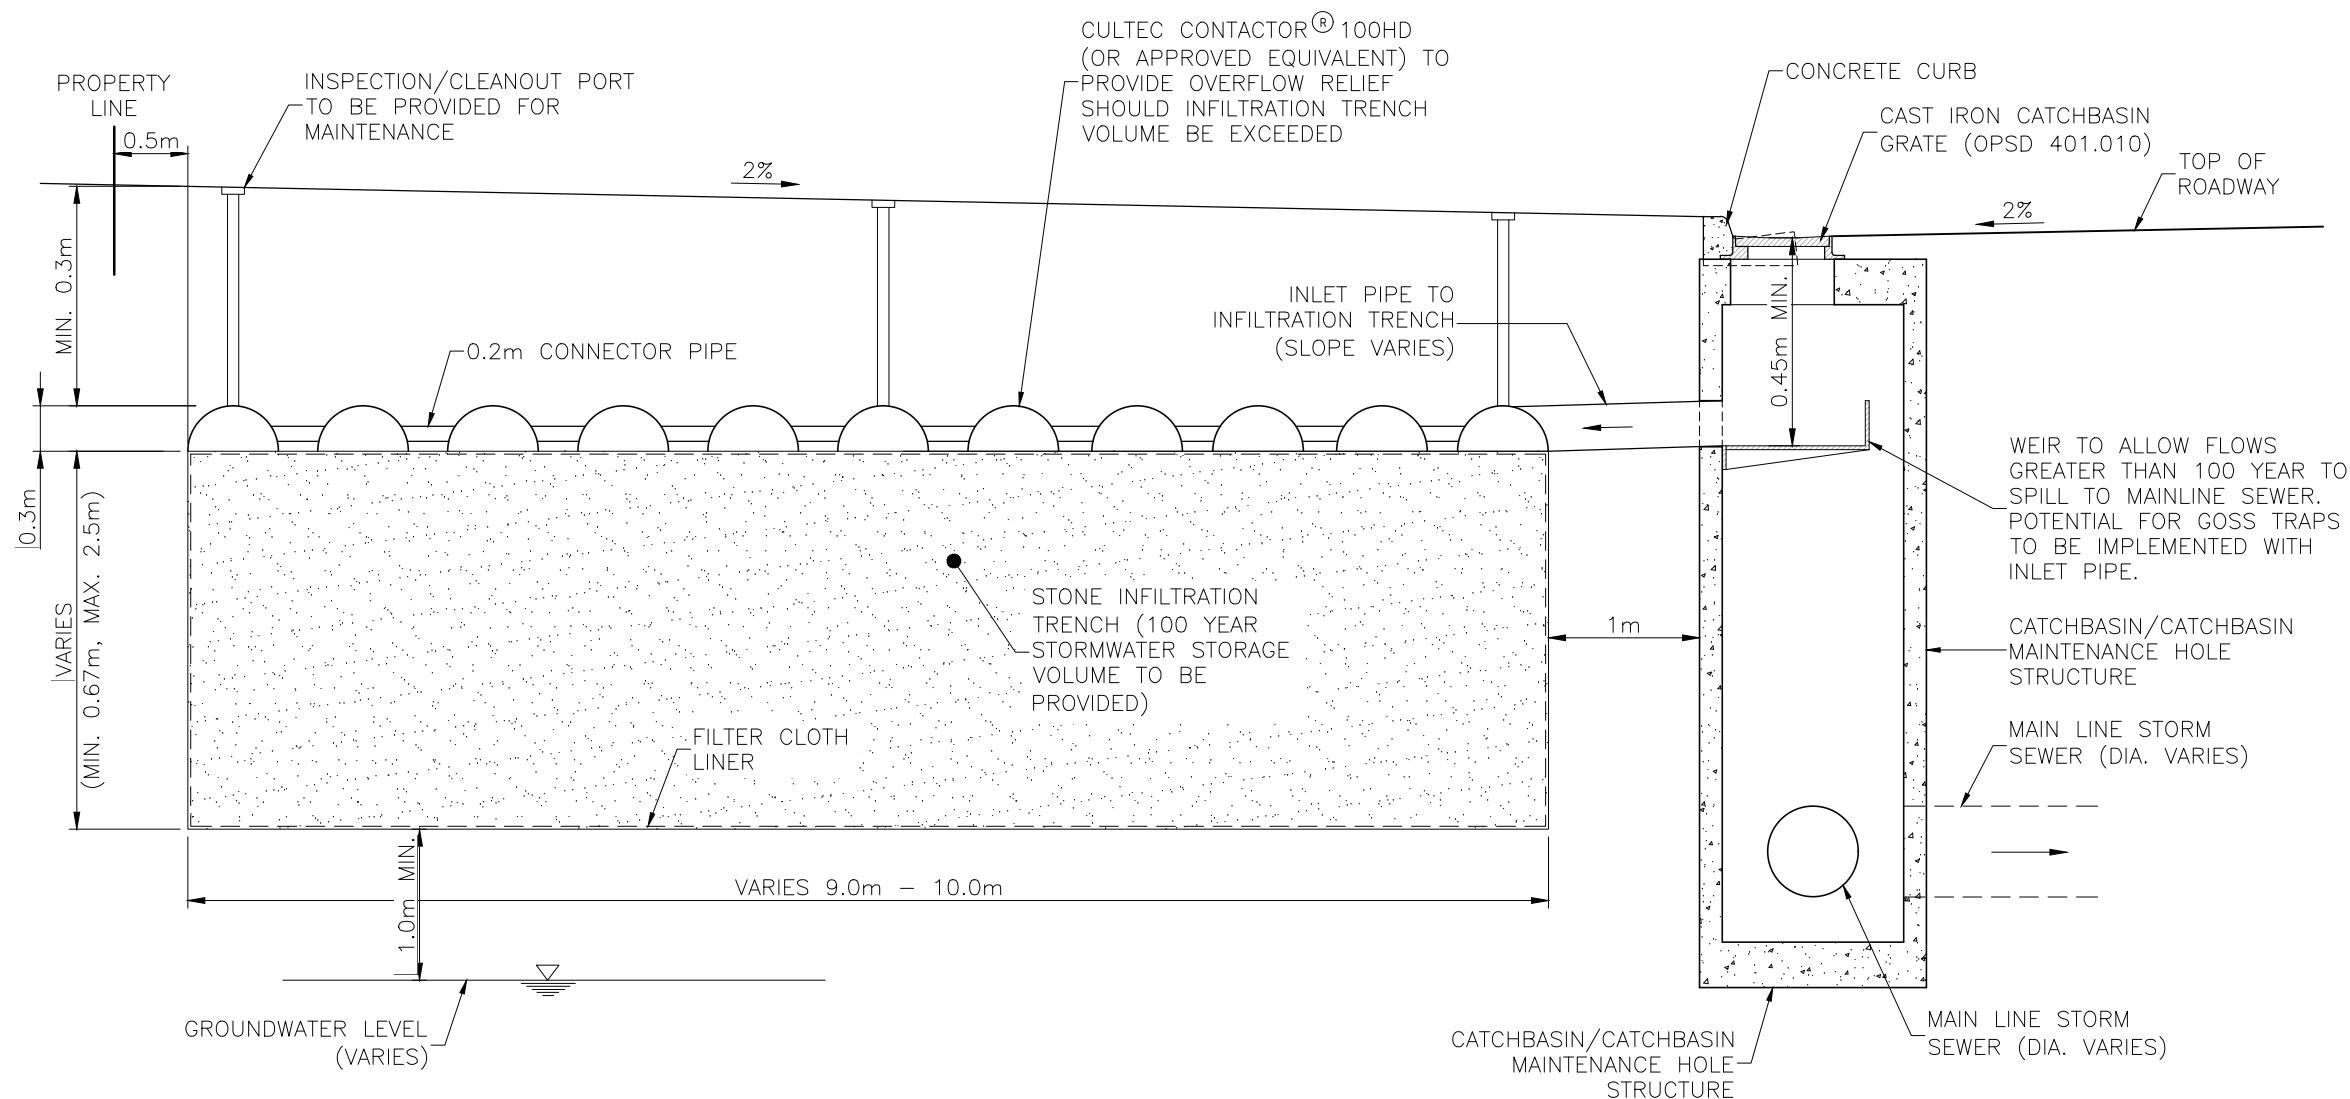 CULTEC CONTACTOR® 100HD
(OR APPROVED EQUIVALENT) TO
PROVIDE OVERFLOW RELIEF
SHOULD INFILTRATION TRENCH
VOLUME BE EXCEEDED
PROPERTY
LINE
0.5m
INSPECTION/CLEANOUT PORT
TO BE PROVIDED FOR
MAINTENANCE
2%
CONCRETE CURB
CAST IRON CATCHBASIN
GRATE (OPSD 401.010)
TOP OF
ROADWAY
2%
MIN. 0.3m
INLET PIPE TO
INFILTRATION TRENCH
(SLOPE VARIES)
0.45m MIN.
0.2m CONNECTOR PIPE
0.3m
VARIES
(MIN. 0.67m, MAX. 2.5m)
WEIR TO ALLOW FLOWS
GREATER THAN 100 YEAR TO
SPILL TO MAINLINE SEWER.
POTENTIAL FOR GOSS TRAPS
TO BE IMPLEMENTED WITH
INLET PIPE.
STONE INFILTRATION
TRENCH (100 YEAR
STORMWATER STORAGE
VOLUME TO BE
PROVIDED)
1m
CATCHBASIN/CATCHBASIN
MAINTENANCE HOLE
STRUCTURE
FILTER CLOTH
LINER
MAIN LINE STORM
SEWER (DIA. VARIES)
1.0m MIN.
VARIES 9.0m – 10.0m
GROUNDWATER LEVEL
(VARIES)
CATCHBASIN/CATCHBASIN
MAINTENANCE HOLE
STRUCTURE
MAIN LINE STORM
SEWER (DIA. VARIES)